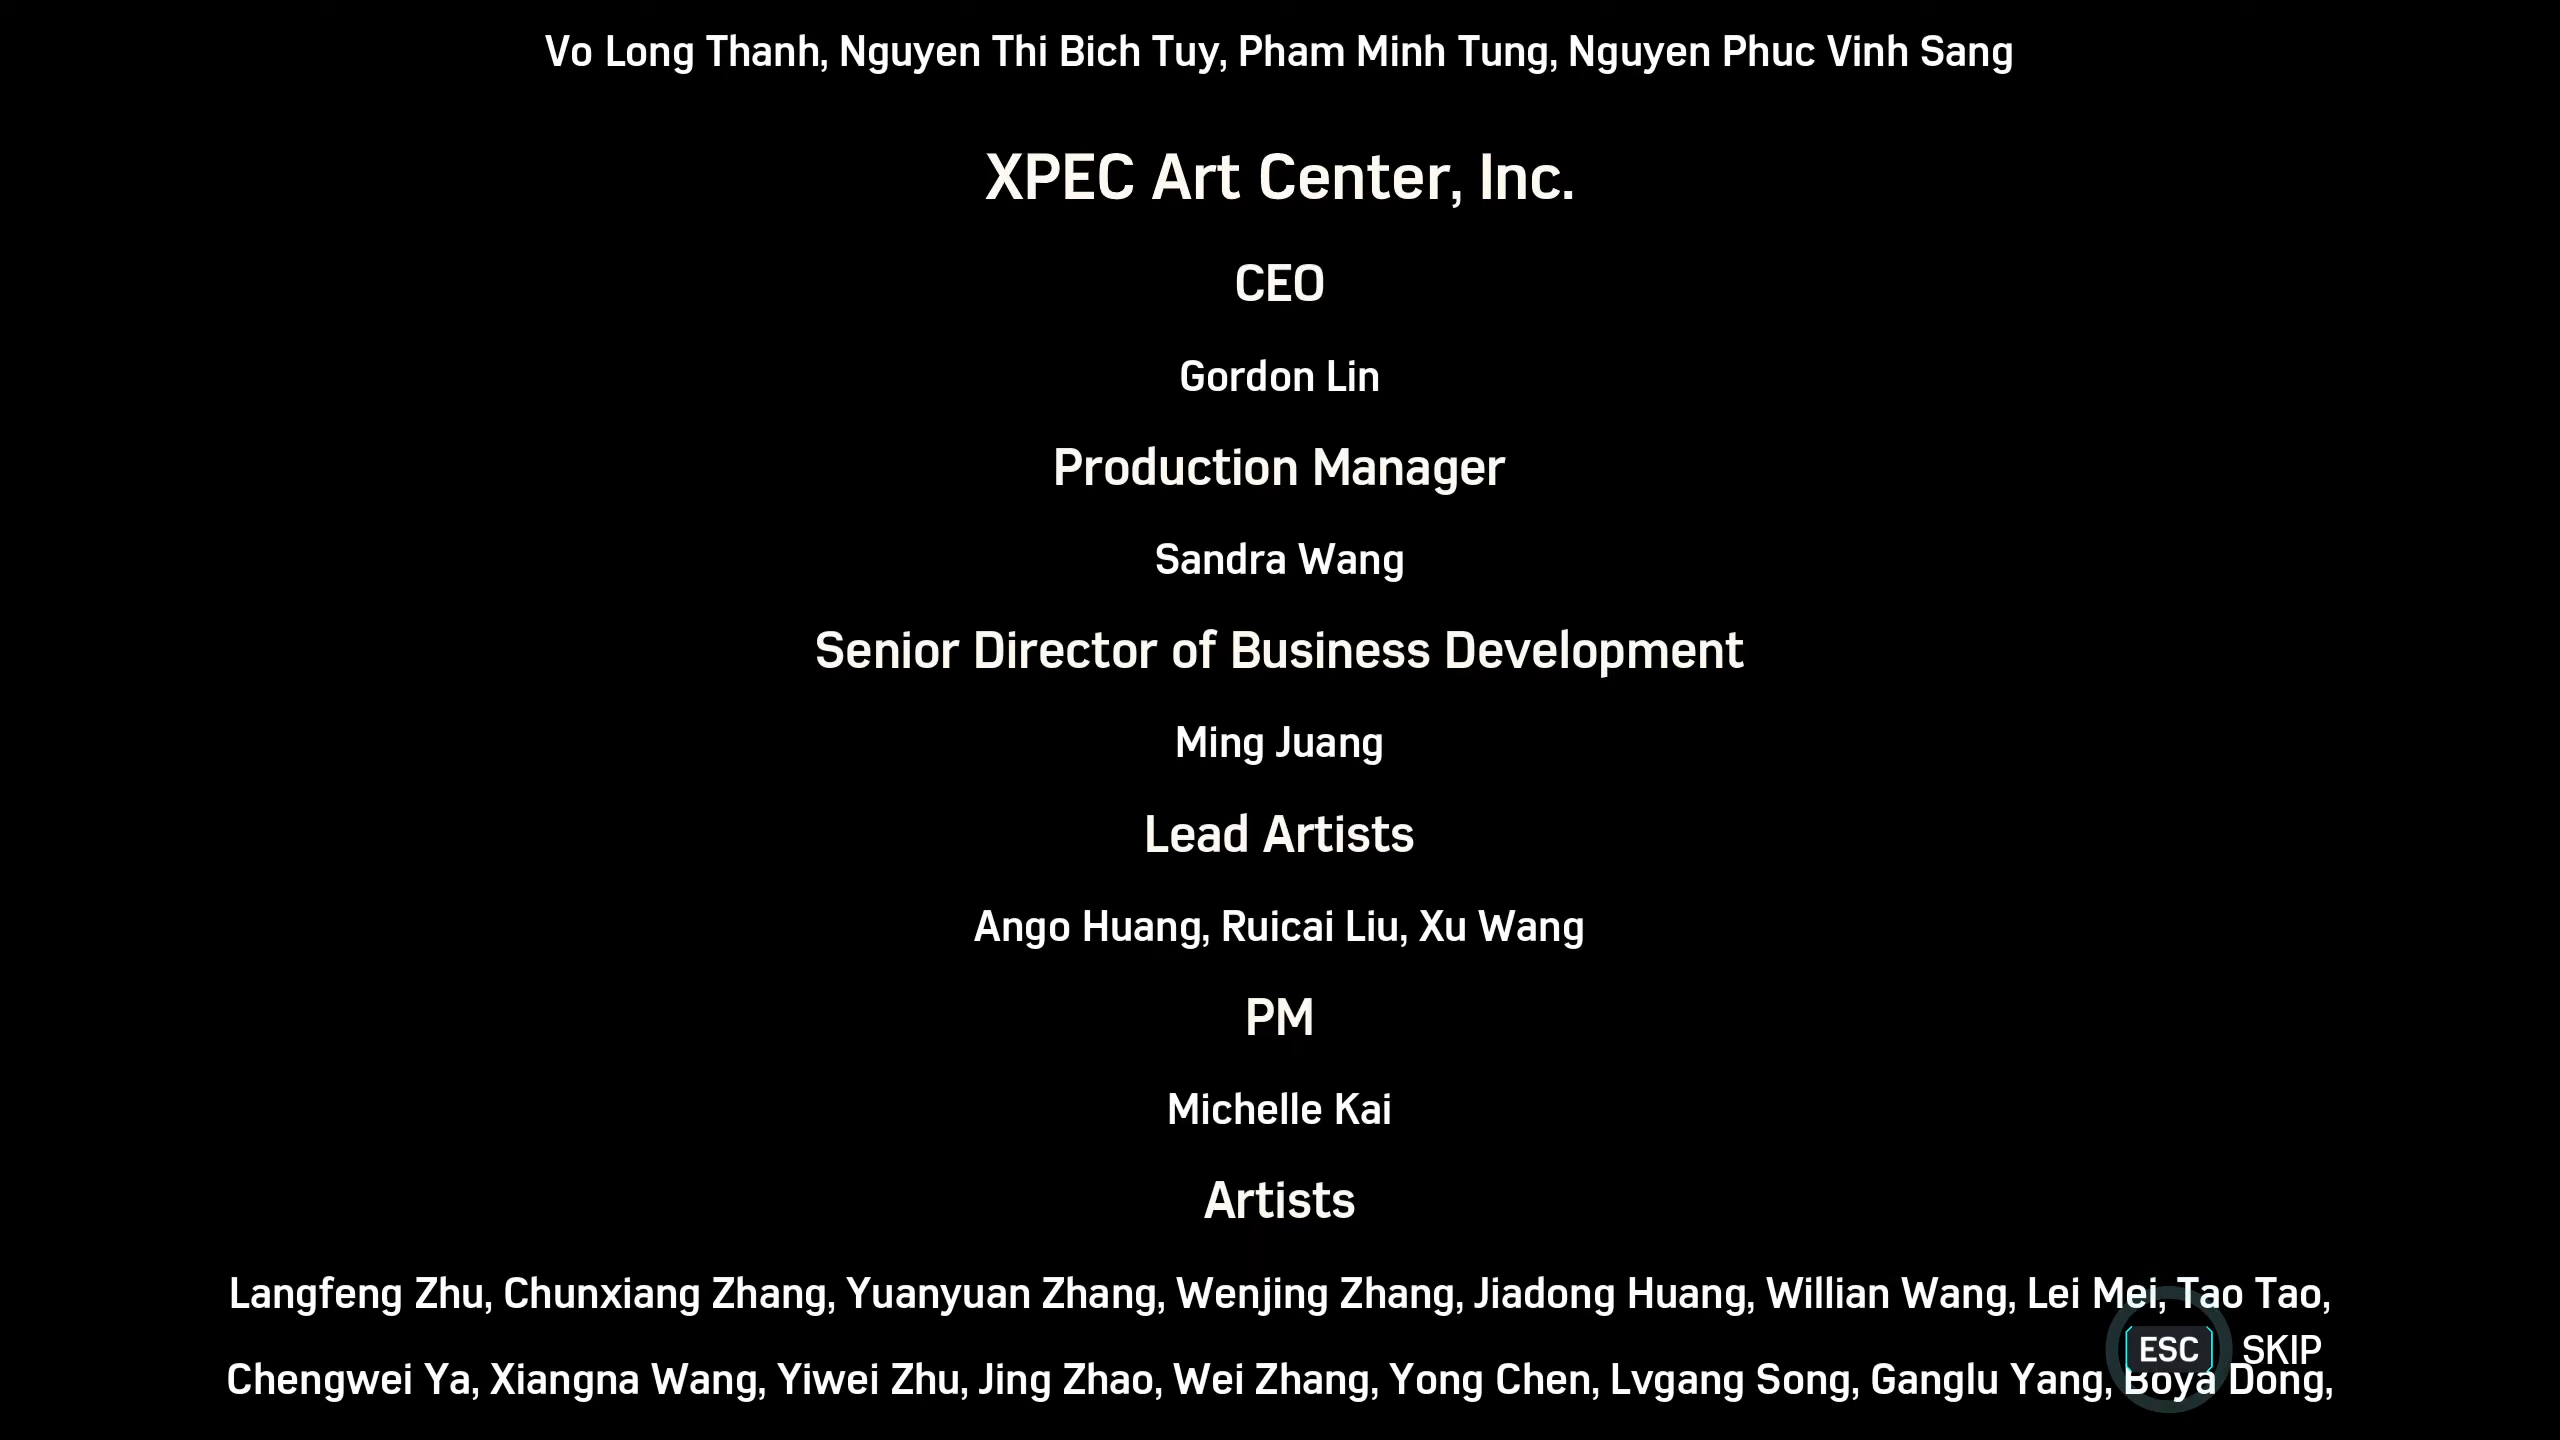 Vo Long Thanh, Nguyen Thi Bich Tuy, Pham Minh Tung, Nguyen Phuc Vinh Sang
XPEC Art Center, Inc.
CEO
Gordon Lin
Production Manager
Sandra Wang
Senior Director of Business Development
Ming Juang
Lead Artists
Ango Huang, Ruicai Liu, Xu Wang
PM
Michelle Kai
Artists
Langfeng Zhu, Chunxiang Zhang, Yuanyuan Zhang, Wenjing Zhang, Jiadong Huang, Willian Wang, Lei Mei, Tao Tao,
ESC SKIP
Chengwei Ya, Xiangna Wang, Yiwei Zhu, Jing Zhao, Wei Zhang, Yong Chen, Lvgang Song, Ganglu Yang, Boya Dong,